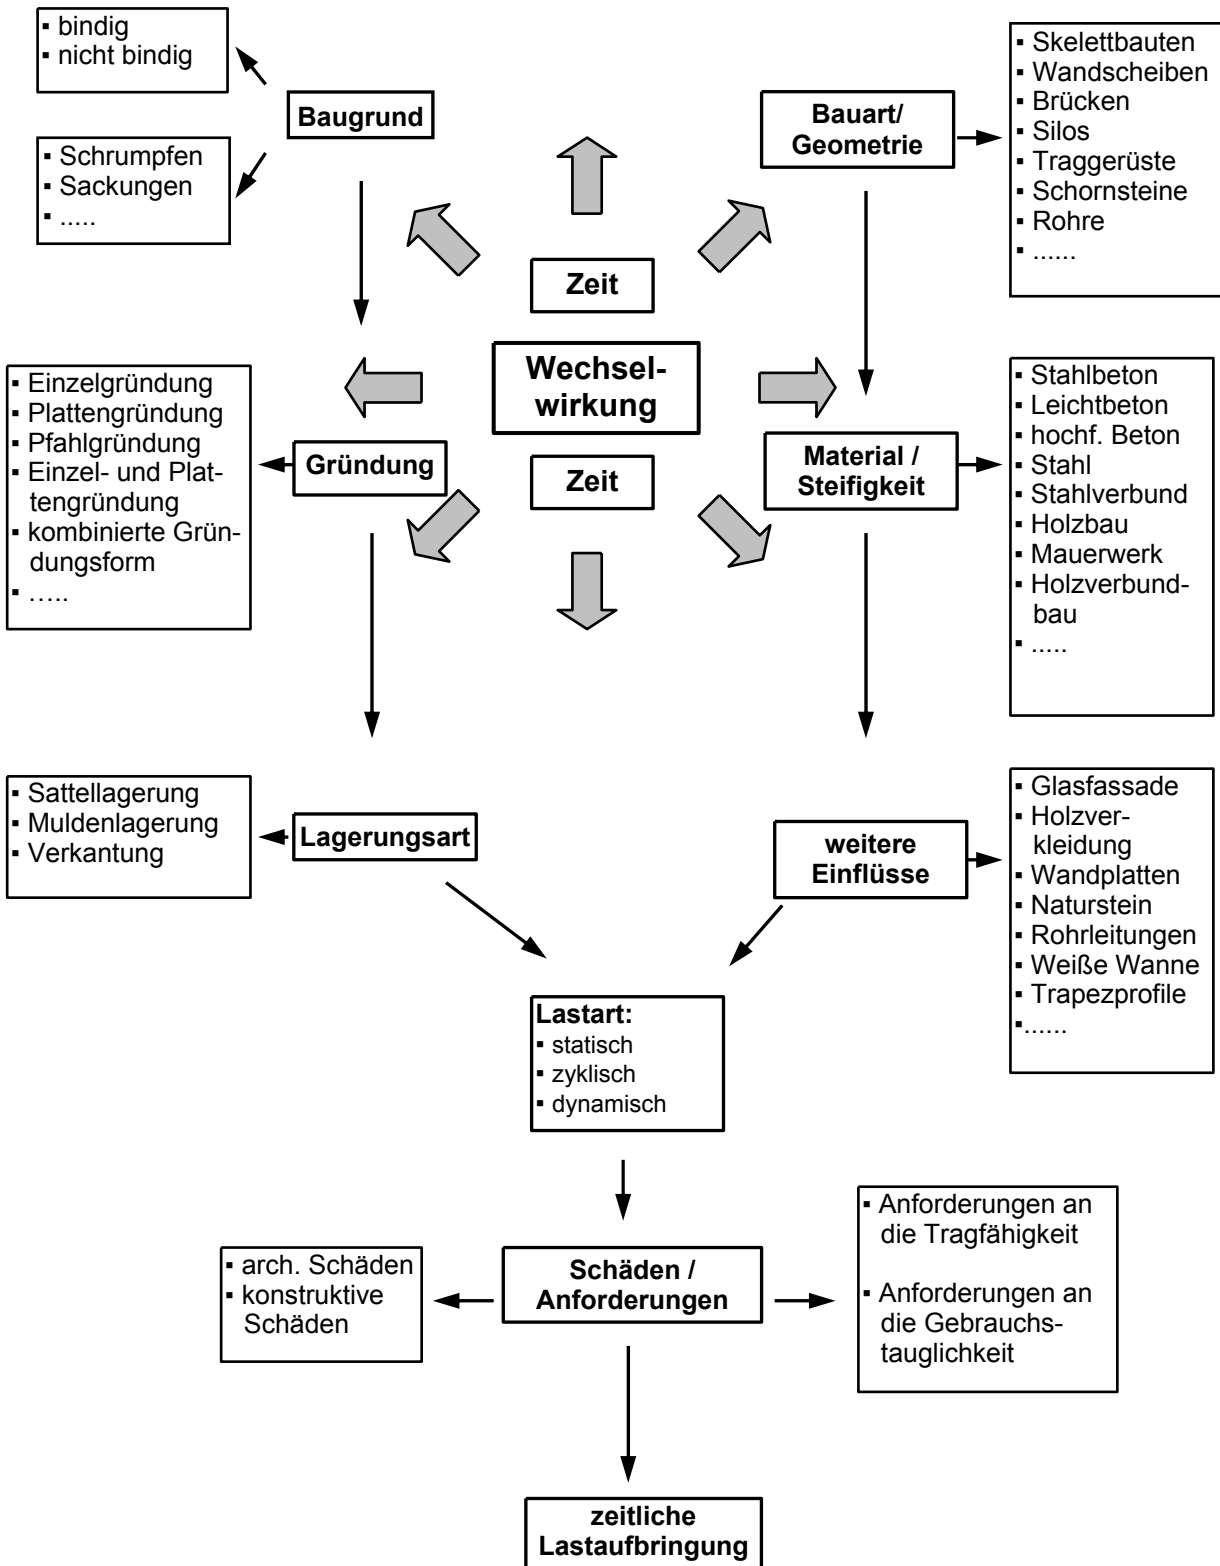 ▪ bindig
▪ nicht bindig
Baugrund
▪ Schrumpfen
▪ Sackungen
▪ .....
Bauart/
Geometrie
▪ Skelettbauten
▪ Wandscheiben
▪ Brücken
▪ Silos
▪ Traggerüste
▪ Schornsteine
▪ Rohre
▪ ......
Zeit
Wechsel-
wirkung
Zeit
▪ Einzelgründung
▪ Plattengründung
▪ Pfahlgründung
▪ Einzel- und Plat-
tengründung
▪ kombinierte Grün-
dungsform
▪ .....
Gründung
Material /
Steifigkeit
▪ Stahlbeton
▪ Leichtbeton
▪ hochf. Beton
▪ Stahl
▪ Stahlverbund
▪ Holzbau
▪ Mauerwerk
▪ Holzverbund-
bau
▪ .....
▪ Sattellagerung
▪ Muldenlagerung
▪ Verkantung
Lagerungsart
weitere
Einflüsse
▪ Glasfassade
▪ Holzver-
kleidung
▪ Wandplatten
▪ Naturstein
▪ Rohrleitungen
▪ Weiße Wanne
▪ Trapezprofile
▪......
Lastart:
▪ statisch
▪ zyklisch
▪ dynamisch
▪ arch. Schäden
▪ konstruktive
Schäden
Schäden /
Anforderungen
▪ Anforderungen an
die Tragfähigkeit
▪ Anforderungen an
die Gebrauchs-
tauglichkeit
zeitliche
Lastaufbringung